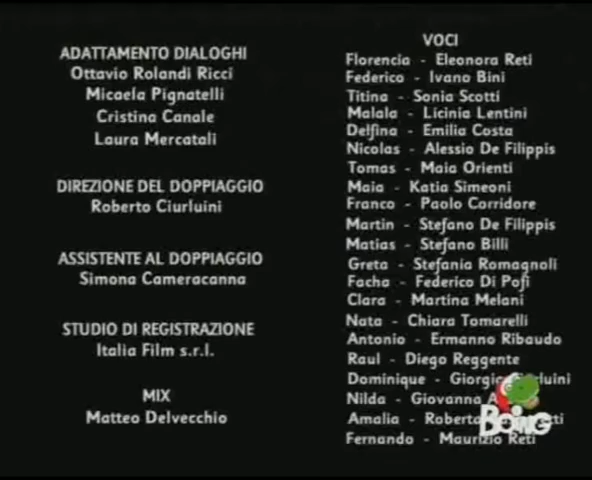 ADATTAMENTO DIALOGHI
Ottavio Rolandi Ricci
Micaela Pignatelli
Cristina Canale
Laura Mercatali
DIREZIONE DEL DOPPIAGGIO
Roberto Ciurluini
ASSISTENTE AL DOPPIAGGIO
Simona Cameracanna
STUDIO DI REGISTRAZIONE
Italia Film s.r.l.
MIX
Matteo Delvecchio
VOCI
Florencia - Eleonora Reti
Federico - Ivano Bini
Titina - Sonia Scotti
Malala - Licinia Lentini
Delfina - Emilia Costa
Nicolas - Alessio De Filippis
Tomas - Maia Orienti
Maia - Katia Simeoni
Franco - Paolo Corridore
Martin - Stefano De Filippis
Matias - Stefano Billi
Greta - Stefania Romagnoli
Facha - Federico Di Pofi
Clara - Martina Melani
Nata - Chiara Tomarelli
Antonio - Ermanno Ribaudo
Raul - Diego Reggente
Dominique -
Nilda - Giovanna
Amalia -
Fernando - Maurizio Reti
BOiNG